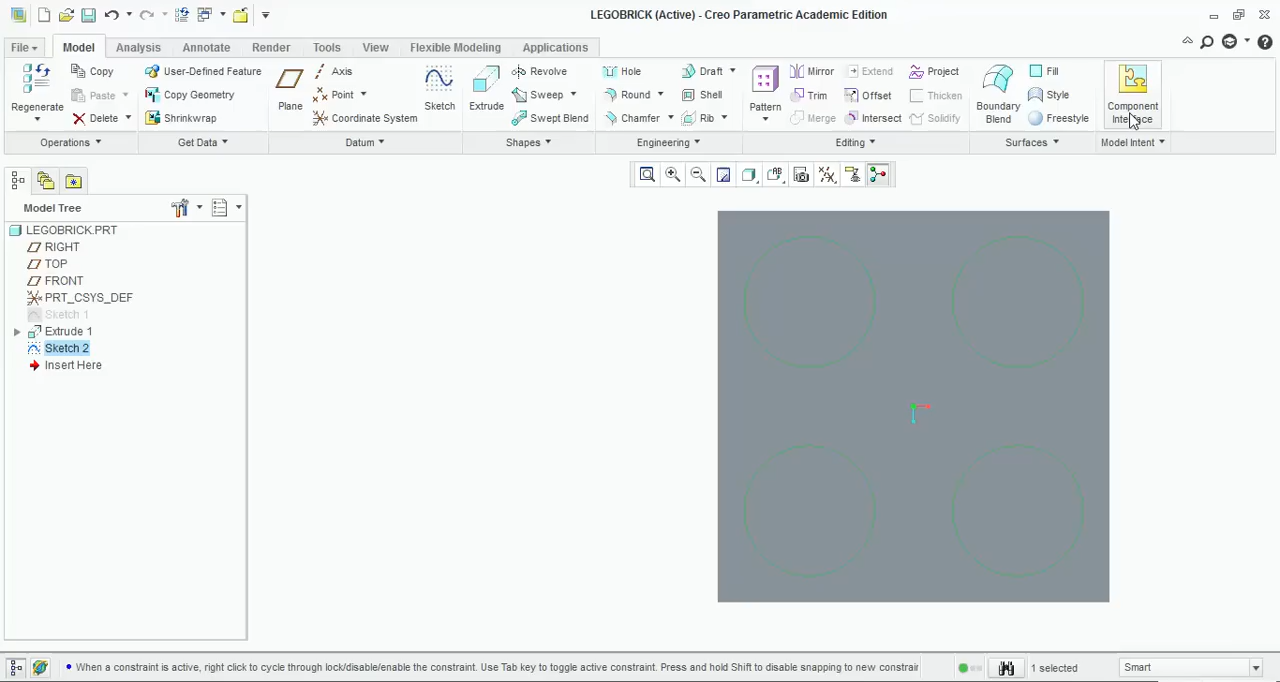 LEGOBRICK (Active) - Creo Parametric Academic Edition
File Model Analysis Annotate Render Tools View Flexible Modeling Applications
Regenerate Copy Paste Delete
User-Defined Feature Copy Geometry Shrinkwrap
Plane Axis Point Coordinate System
Sketch
Extrude Revolve Sweep Swept Blend
Hole Round Chamfer Draft Shell Rib
Pattern Mirror Trim Merge Extend Offset Intersect Project Thicken Solidify
Boundary Blend Fill Style Freestyle
Component Interface
Operations Get Data Datum Shapes Engineering Editing Surfaces Model Intent
Model Tree
LEGOBRICK.PRT
RIGHT
TOP
FRONT
PRT_CSYS_DEF
Sketch 1
Extrude 1
Sketch 2
Insert Here
When a constraint is active, right click to cycle through lock/disable/enable the constraint. Use Tab key to toggle active constraint. Press and hold Shift to disable snapping to new constrain
1 selected
Smart